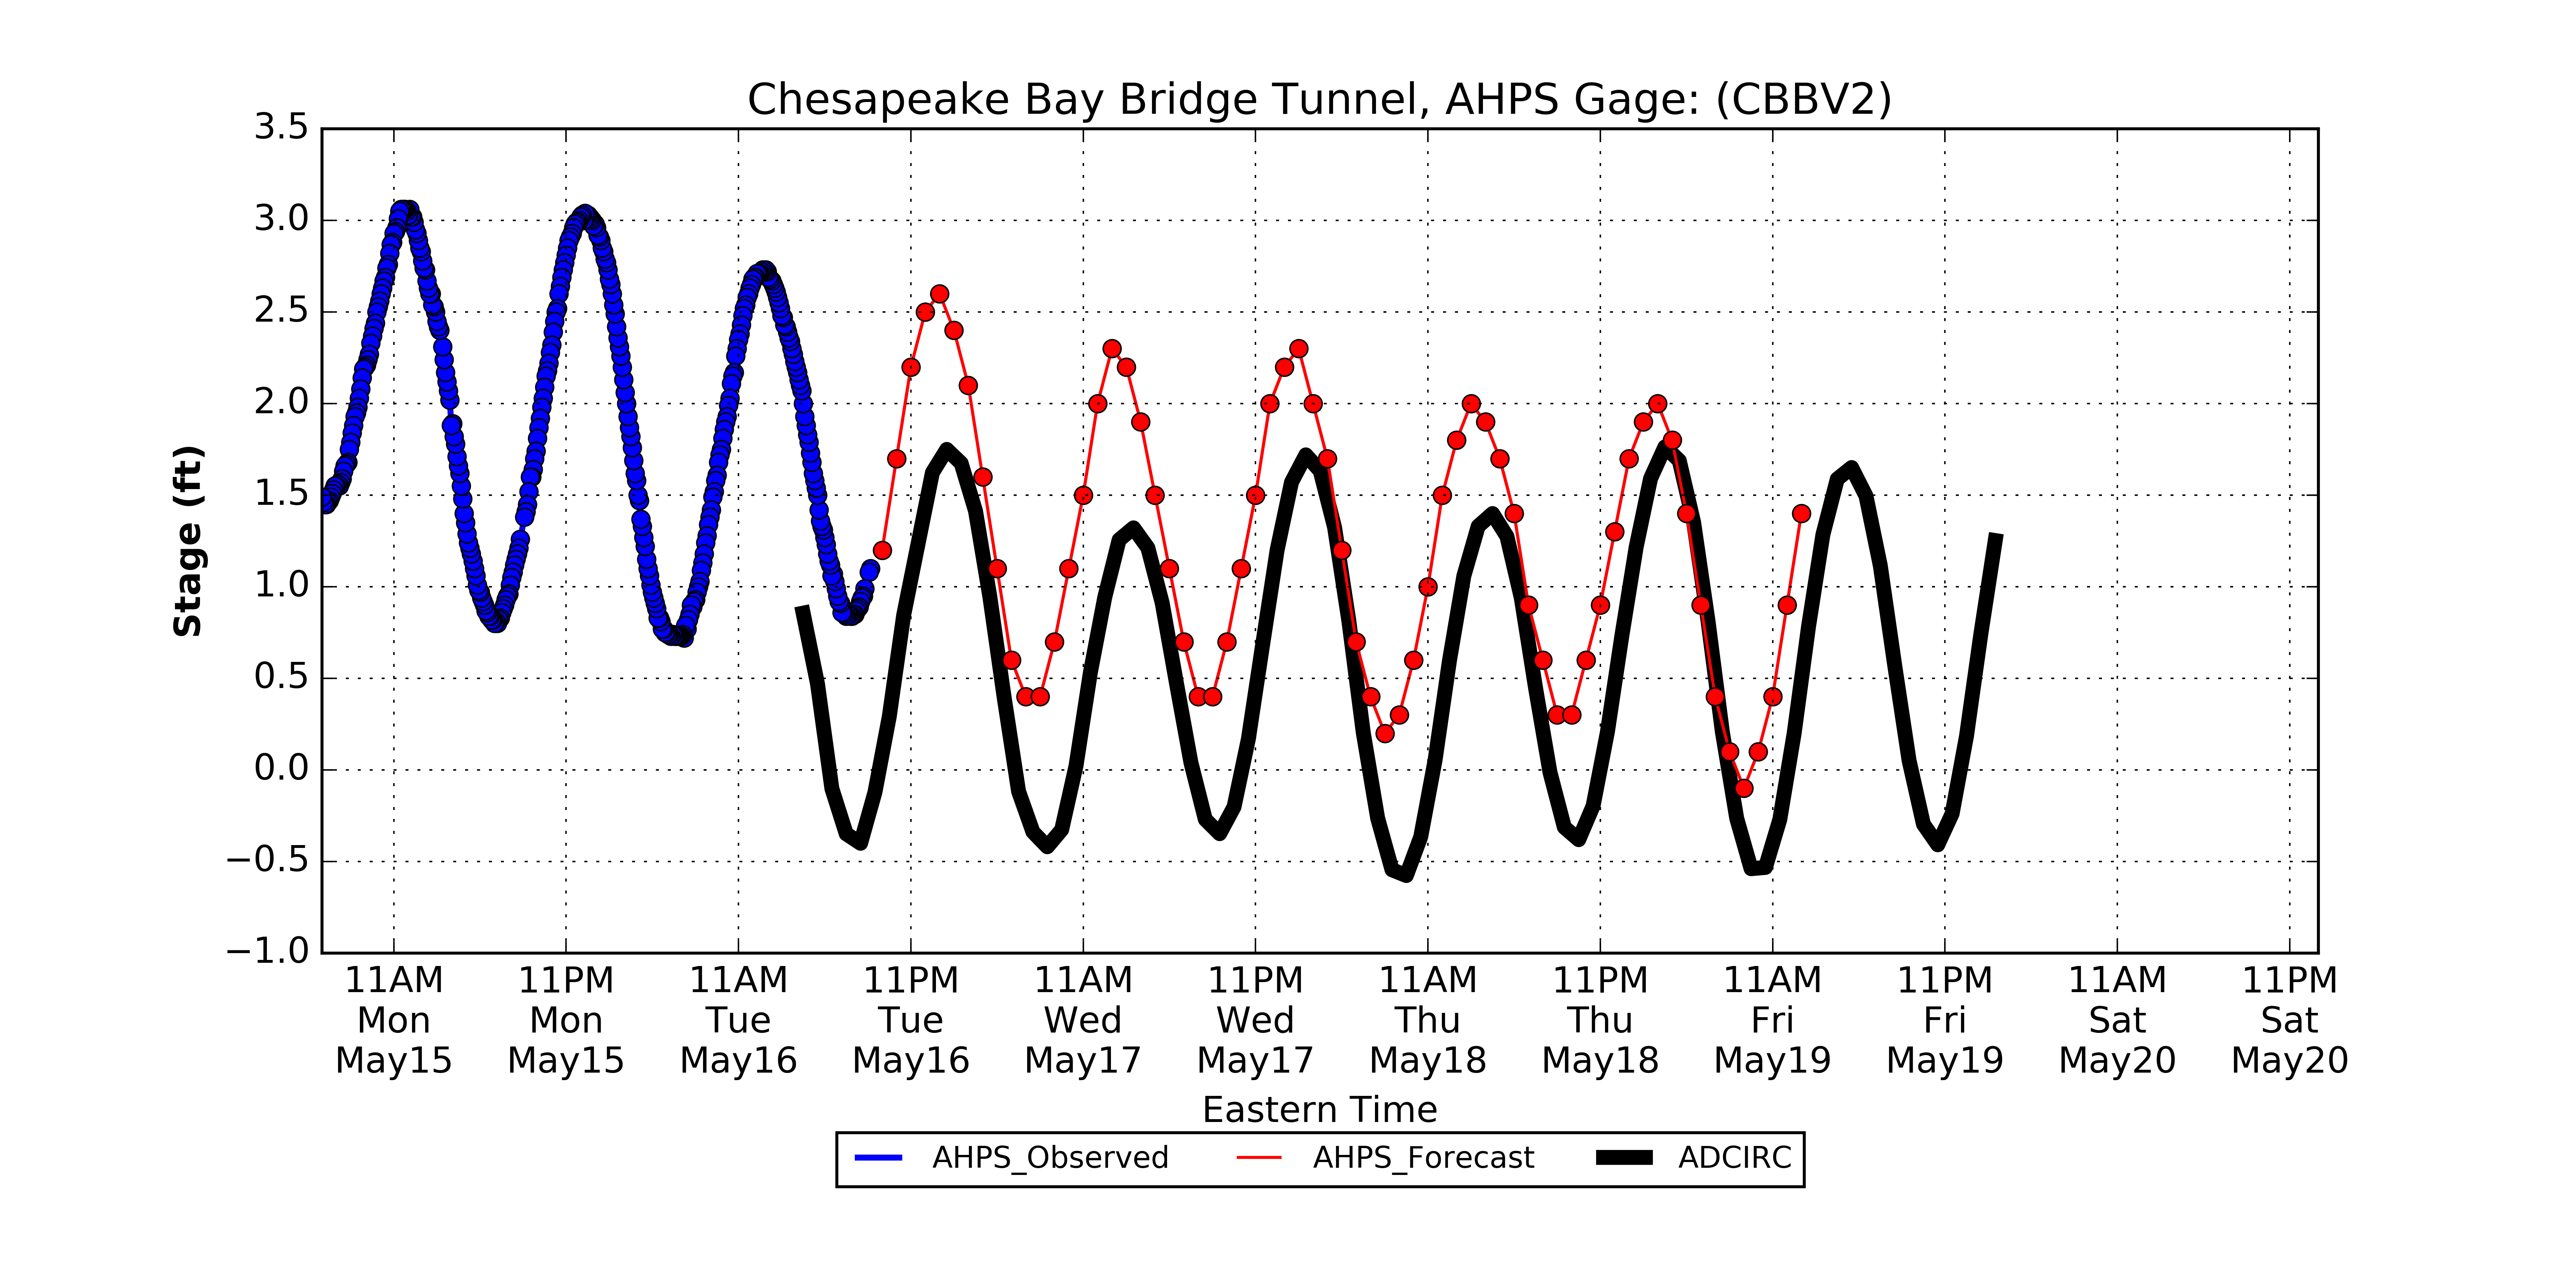 Chesapeake Bay Bridge Tunnel, AHPS Gage: (CBBV2)
3.5
3.0
2.5
2.0
1.5
1.0
0.5
0.0
−0.5
−1.0
Stage (ft)
11AM 11PM 11AM 11PM 11AM 11PM 11AM 11PM 11AM 11PM 11AM 11PM
Mon Mon Tue Tue Wed Wed Thu Thu Fri Fri Sat Sat
May15 May15 May16 May16 May17 May17 May18 May18 May19 May19 May20 May20
Eastern Time
AHPS_Observed AHPS_Forecast ADCIRC